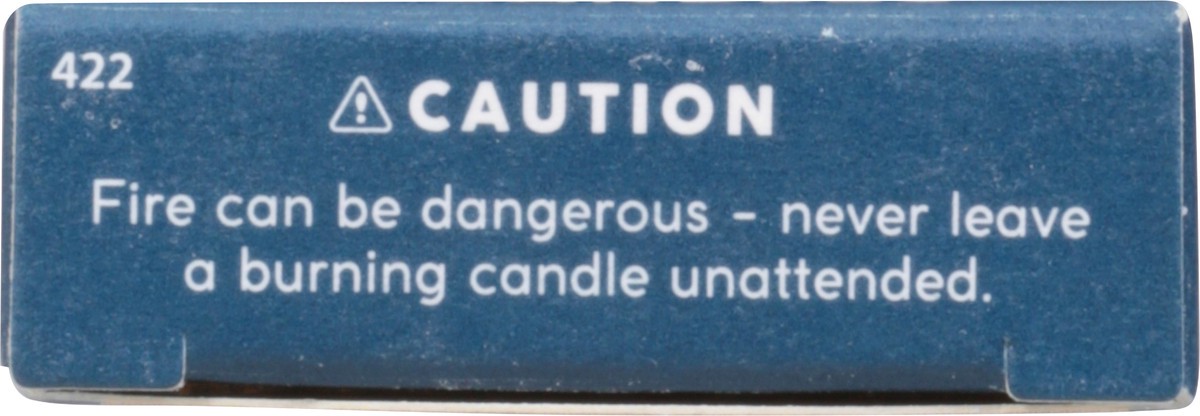 422
CAUTION
Fire can be dangerous – never leave
a burning candle unattended.